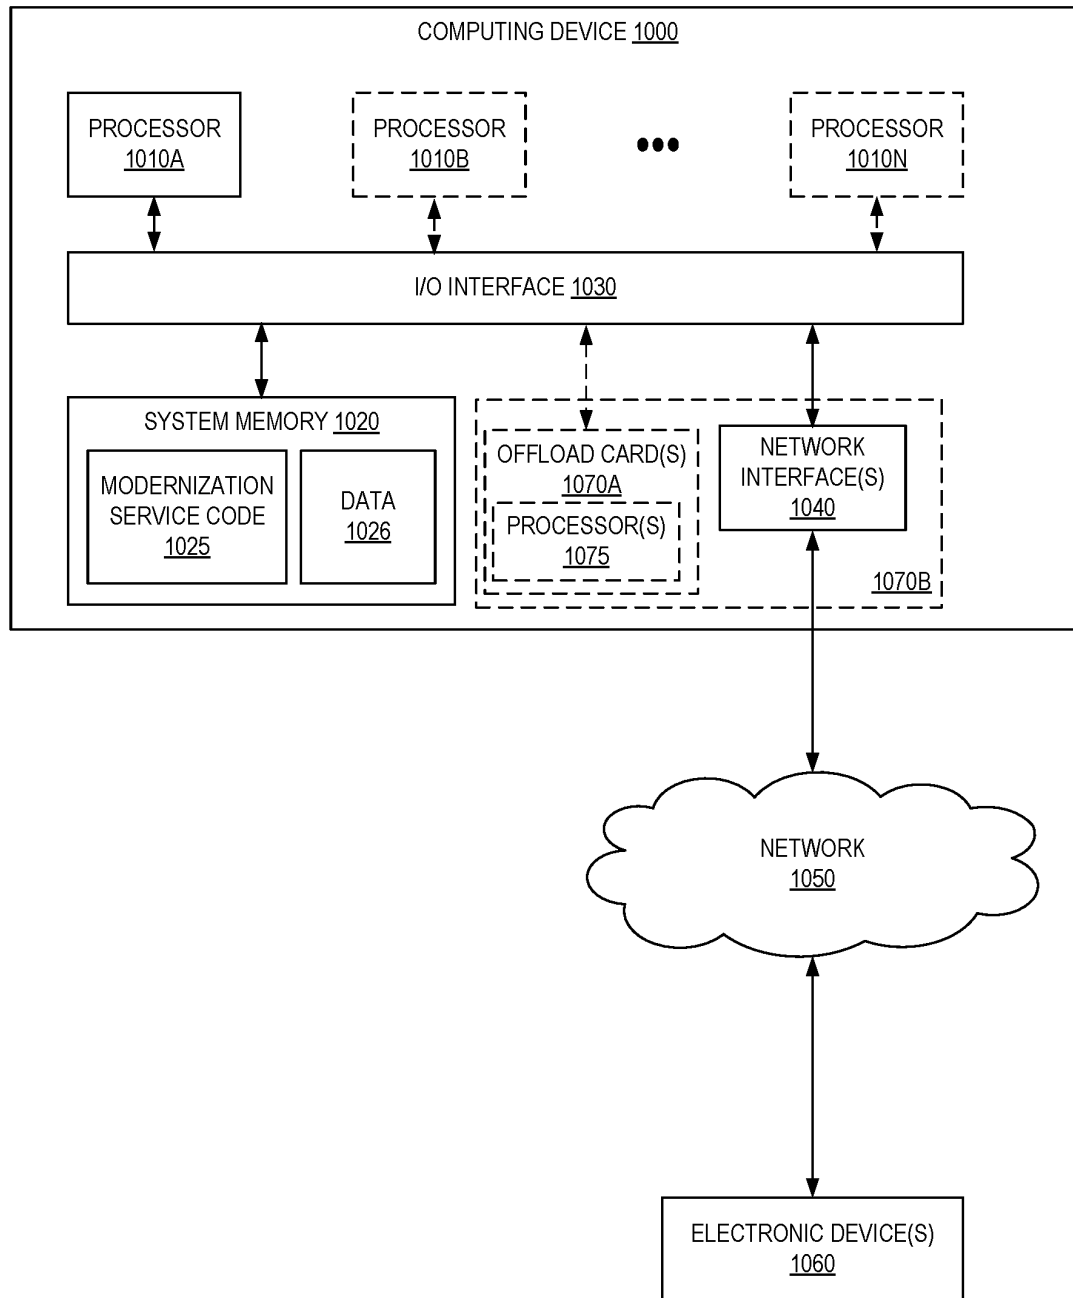 COMPUTING DEVICE 1000
PROCESSOR
1010A
PROCESSOR
1010B
PROCESSOR
1010N
I/O INTERFACE 1030
SYSTEM MEMORY 1020
MODERNIZATION
SERVICE CODE
1025
DATA
1026
OFFLOAD CARD(S)
1070A
PROCESSOR(S)
1075
NETWORK
INTERFACE(S)
1040
1070B
NETWORK
1050
ELECTRONIC DEVICE(S)
1060